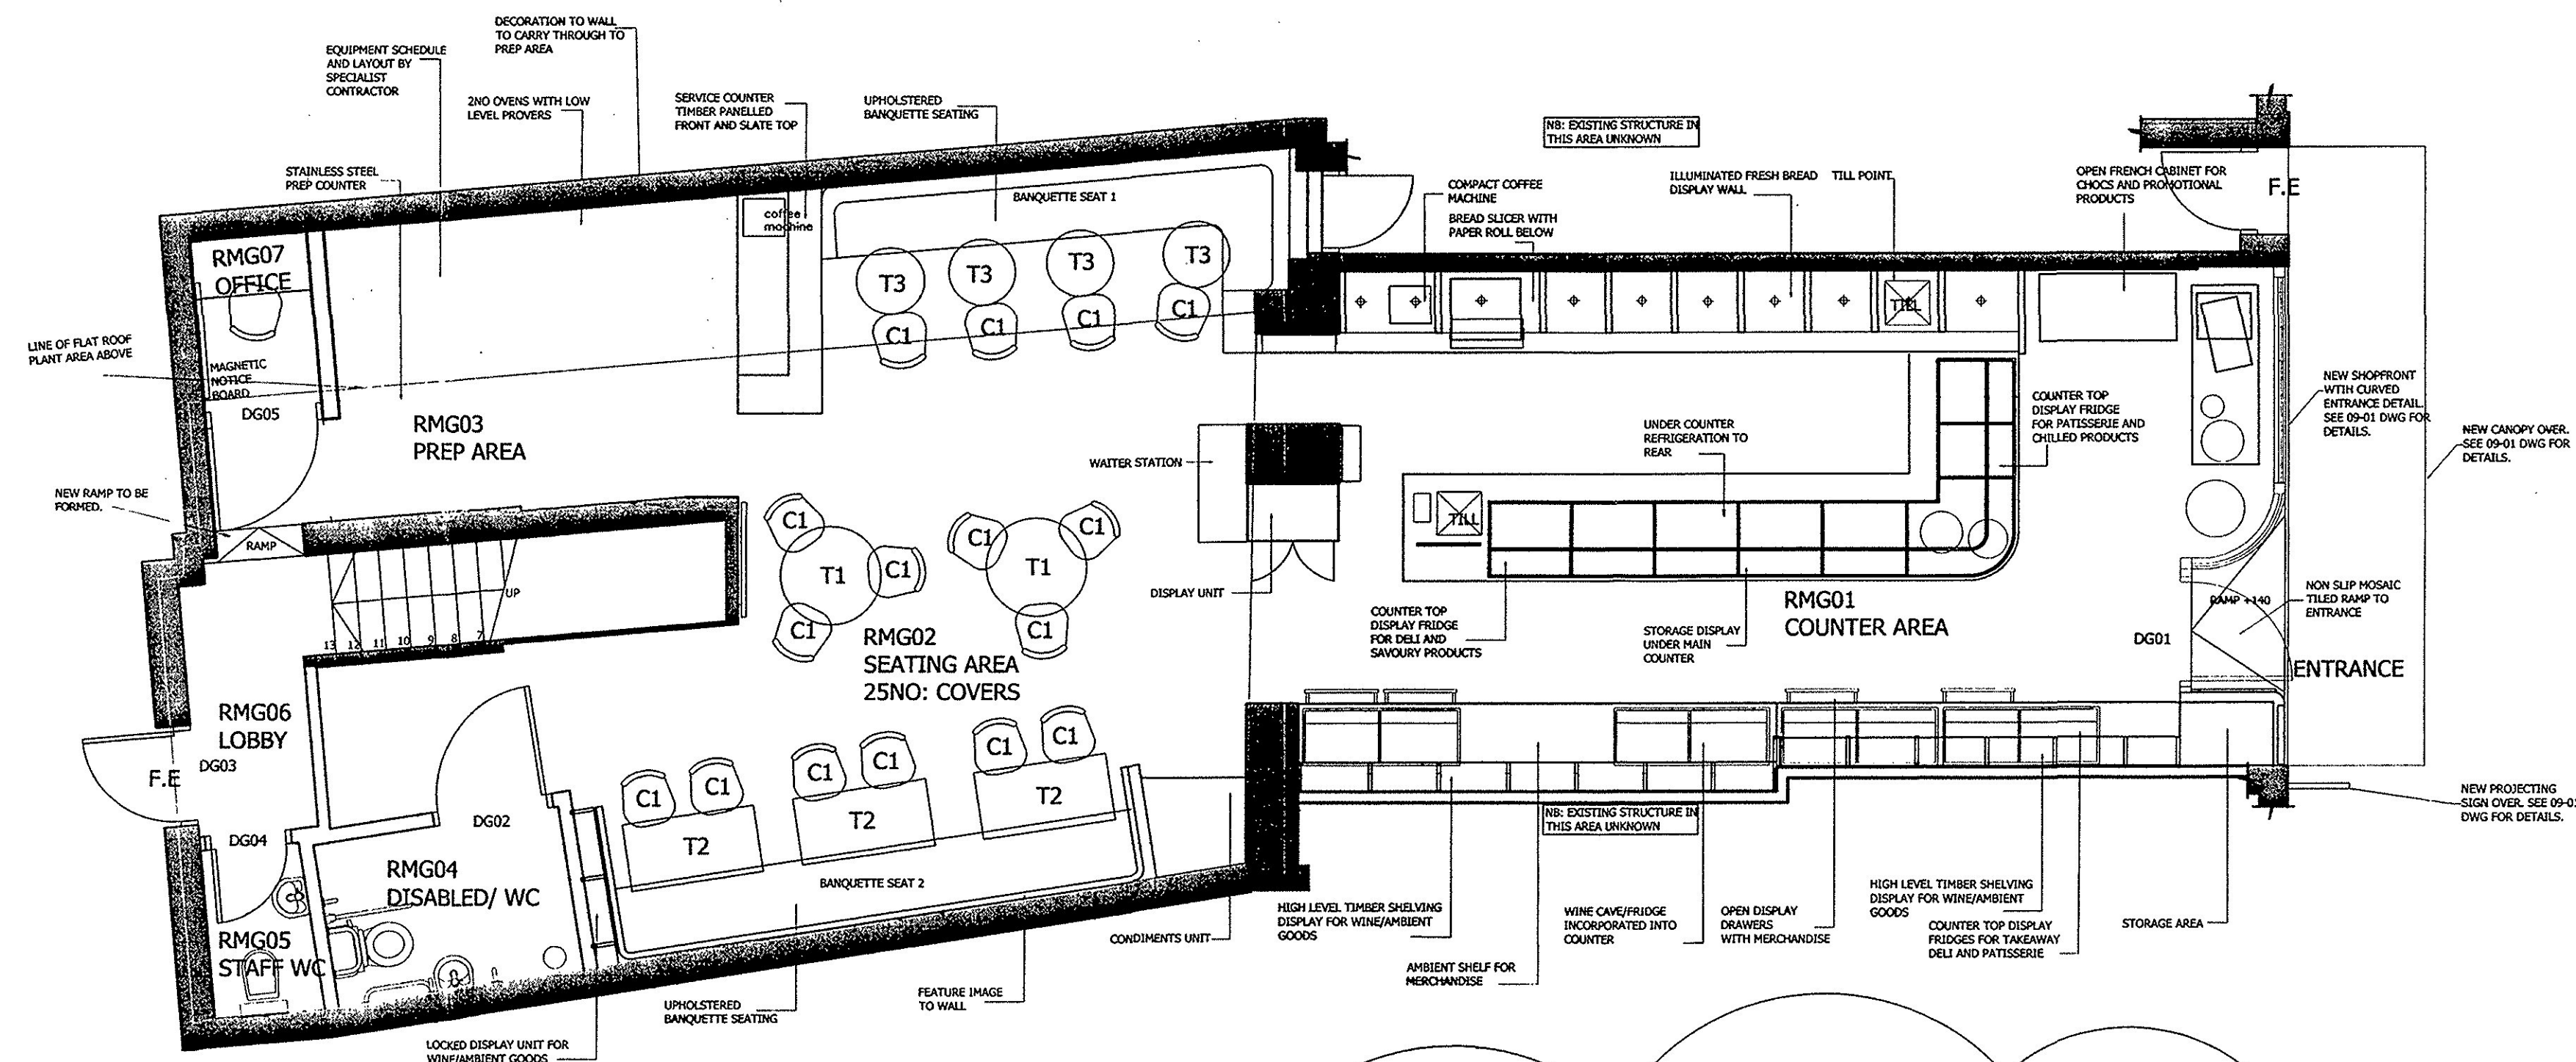 DECORATION TO WALL
TO CARRY THROUGH TO
PREP AREA
EQUIPMENT SCHEDULE
AND LAYOUT BY
SPECIALIST
CONTRACTOR
2NO OVENS WITH LOW
LEVEL PROVERS
SERVICE COUNTER
TIMBER PANELLED
FRONT AND SLATE TOP
UPHOLSTERED
BANQUETTE SEATING
STAINLESS STEEL
PREP COUNTER
NB: EXISTING STRUCTURE IN
THIS AREA UNKNOWN
COMPACT COFFEE
MACHINE
BREAD SLICER WITH
PAPER ROLL BELOW
ILLUMINATED FRESH BREAD
DISPLAY WALL
TILL POINT
OPEN FRENCH CABINET FOR
CHOCS AND PROMOTIONAL
PRODUCTS
F.E
coffee
machine
BANQUETTE SEAT 1
RMG07
OFFICE
T3
T3
T3
T3
C1
C1
C1
C1
TILL
LINE OF FLAT ROOF
PLANT AREA ABOVE
MAGNETIC
NOTICE
BOARD
DG05
RMG03
PREP AREA
WAITER STATION
UNDER COUNTER
REFRIGERATION TO
REAR
COUNTER TOP
DISPLAY FRIDGE
FOR PATISSERIE AND
CHILLED PRODUCTS
NEW SHOPFRONT
WTIH CURVED
ENTRANCE DETAIL
SEE 09-01 DWG FOR
DETAILS.
NEW CANOPY OVER.
SEE 09-01 DWG FOR
DETAILS.
NEW RAMP TO BE
FORMED.
RAMP
UP
13
12
11
10
9
8
7
C1
C1
C1
T1
C1
C1
C1
T1
TILL
DISPLAY UNIT
RMG02
SEATING AREA
25NO: COVERS
COUNTER TOP
DISPLAY FRIDGE
FOR DELI AND
SAVOURY PRODUCTS
STORAGE DISPLAY
UNDER MAIN
COUNTER
RMG01
COUNTER AREA
RAMP +140
NON SLIP MOSAIC
TILED RAMP TO
ENTRANCE
DG01
ENTRANCE
RMG06
LOBBY
DG03
F.E
DG04
DG02
C1
C1
C1
C1
C1
C1
T2
T2
T2
BANQUETTE SEAT 2
RMG04
DISABLED/ WC
RMG05
STAFF WC
NB: EXISTING STRUCTURE IN
THIS AREA UNKNOWN
NEW PROJECTING
SIGN OVER. SEE 09-01
DWG FOR DETAILS.
CONDIMENTS UNIT
HIGH LEVEL TIMBER SHELVING
DISPLAY FOR WINE/AMBIENT
GOODS
AMBIENT SHELF FOR
MERCHANDISE
WINE CAVE/FRIDGE
INCORPORATED INTO
COUNTER
OPEN DISPLAY
DRAWERS
WITH MERCHANDISE
HIGH LEVEL TIMBER SHELVING
DISPLAY FOR WINE/AMBIENT
GOODS
COUNTER TOP DISPLAY
FRIDGES FOR TAKEAWAY
DELI AND PATISSERIE
STORAGE AREA
FEATURE IMAGE
TO WALL
UPHOLSTERED
BANQUETTE SEATING
LOCKED DISPLAY UNIT FOR
WINE/AMBIENT GOODS